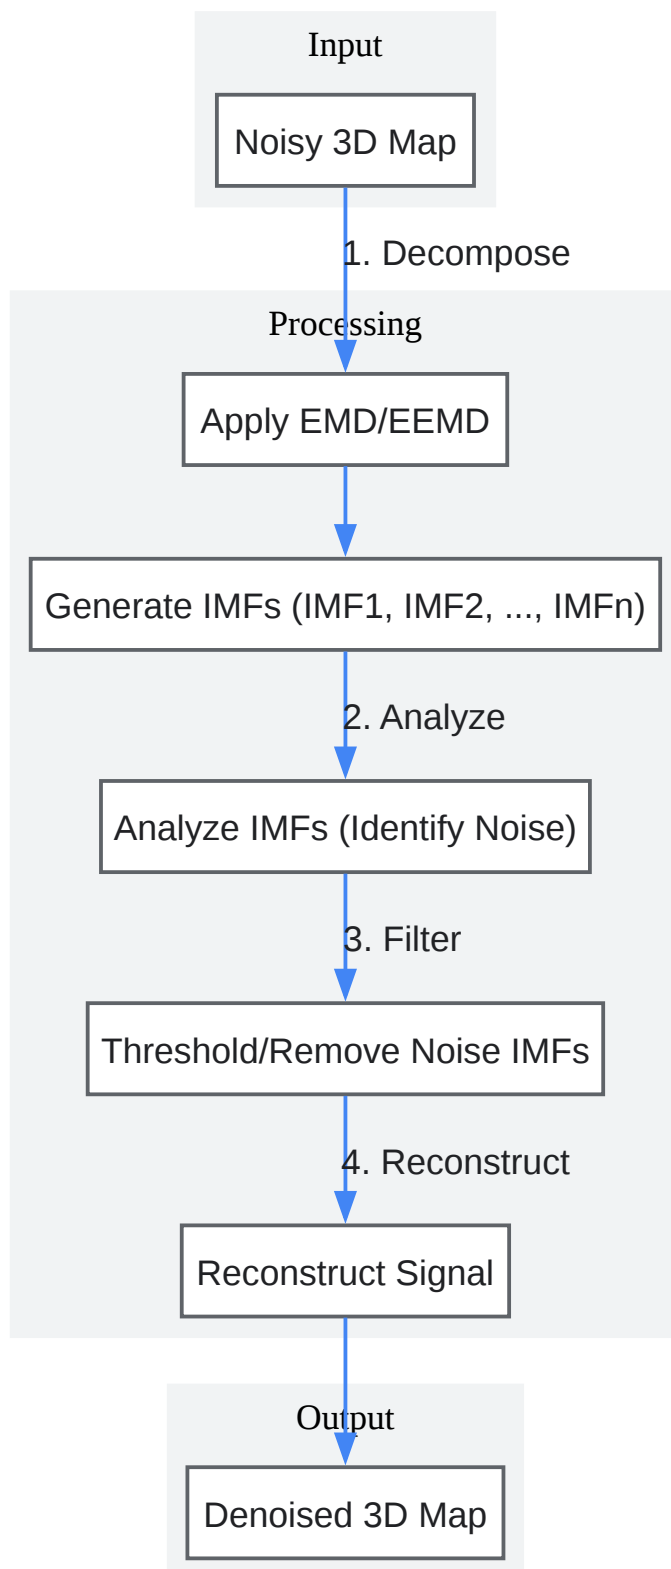 Input
Noisy 3D Map
1. Decompose
Processing
Apply EMD/EEMD
Generate IMFs (IMF1, IMF2, ..., IMFn)
2. Analyze
Analyze IMFs (Identify Noise)
3. Filter
Threshold/Remove Noise IMFs
4. Reconstruct
Reconstruct Signal
Output
Denoised 3D Map